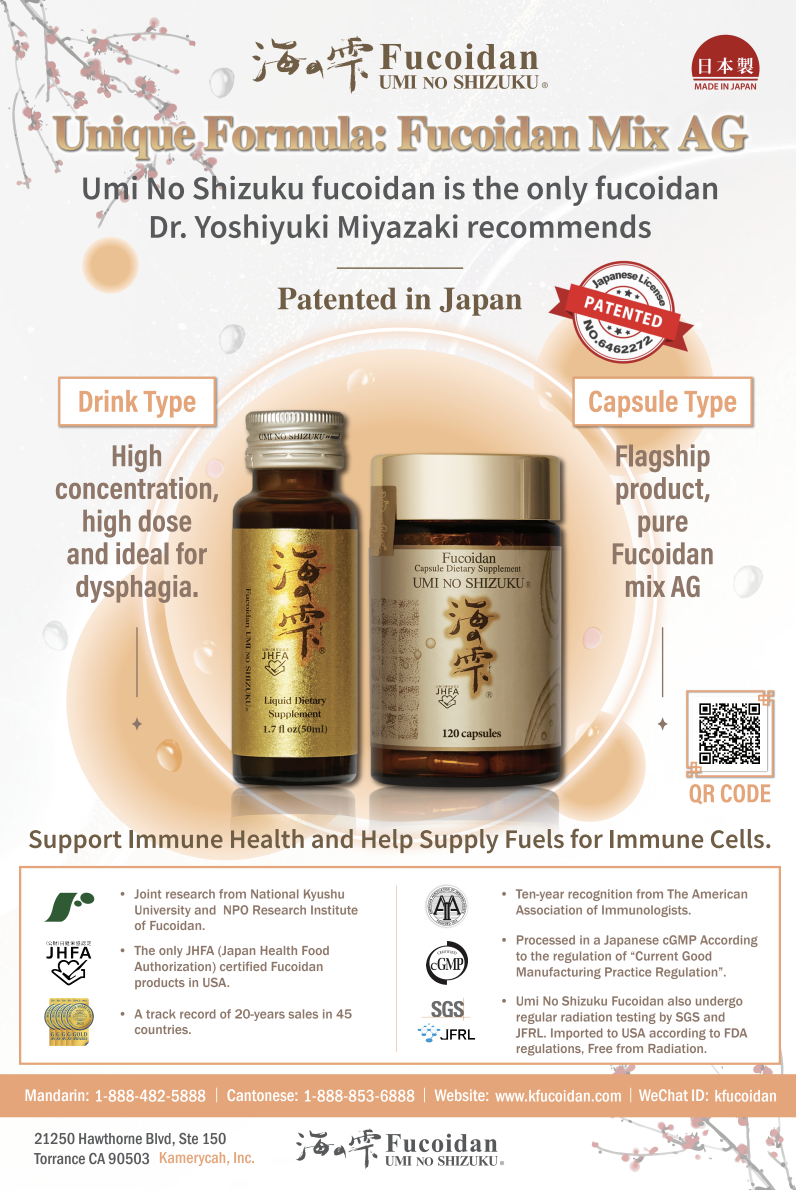 海の雫 Fucoidan
UMI NO SHIZUKU®
日本製
MADE IN JAPAN
Unique Formula: Fucoidan Mix AG
Umi No Shizuku fucoidan is the only fucoidan
Dr. Yoshiyuki Miyazaki recommends
Patented in Japan
Japanese License
PATENTED
NO.6462272
Drink Type
High
concentration,
high dose
and ideal for
dysphagia.
Capsule Type
Flagship
product,
pure
Fucoidan
mix AG
UMI NO SHIZUKU
海の雫®
Fucoidan UMI NO SHIZUKU®
JHFA
Liquid Dietary
Supplement
1.7 fl oz(50ml)
Fucoidan
Capsule Dietary Supplement
UMI NO SHIZUKU®
海の雫®
JHFA
120 capsules
QR CODE
Support Immune Health and Help Supply Fuels for Immune Cells.
• Joint research from National Kyushu
University and NPO Research Institute
of Fucoidan.
JHFA
• The only JHFA (Japan Health Food
Authorization) certified Fucoidan
products in USA.
GOLD
• A track record of 20-years sales in 45
countries.
• Ten-year recognition from The American
Association of Immunologists.
cGMP
• Processed in a Japanese cGMP According
to the regulation of “Current Good
Manufacturing Practice Regulation”.
SGS
JFRL
• Umi No Shizuku Fucoidan also undergo
regular radiation testing by SGS and
JFRL. Imported to USA according to FDA
regulations, Free from Radiation.
Mandarin: 1-888-482-5888 | Cantonese: 1-888-853-6888 | Website: www.kfucoidan.com | WeChat ID: kfucoidan
21250 Hawthorne Blvd, Ste 150
Torrance CA 90503 Kamerycah, Inc.
海の雫 Fucoidan
UMI NO SHIZUKU®